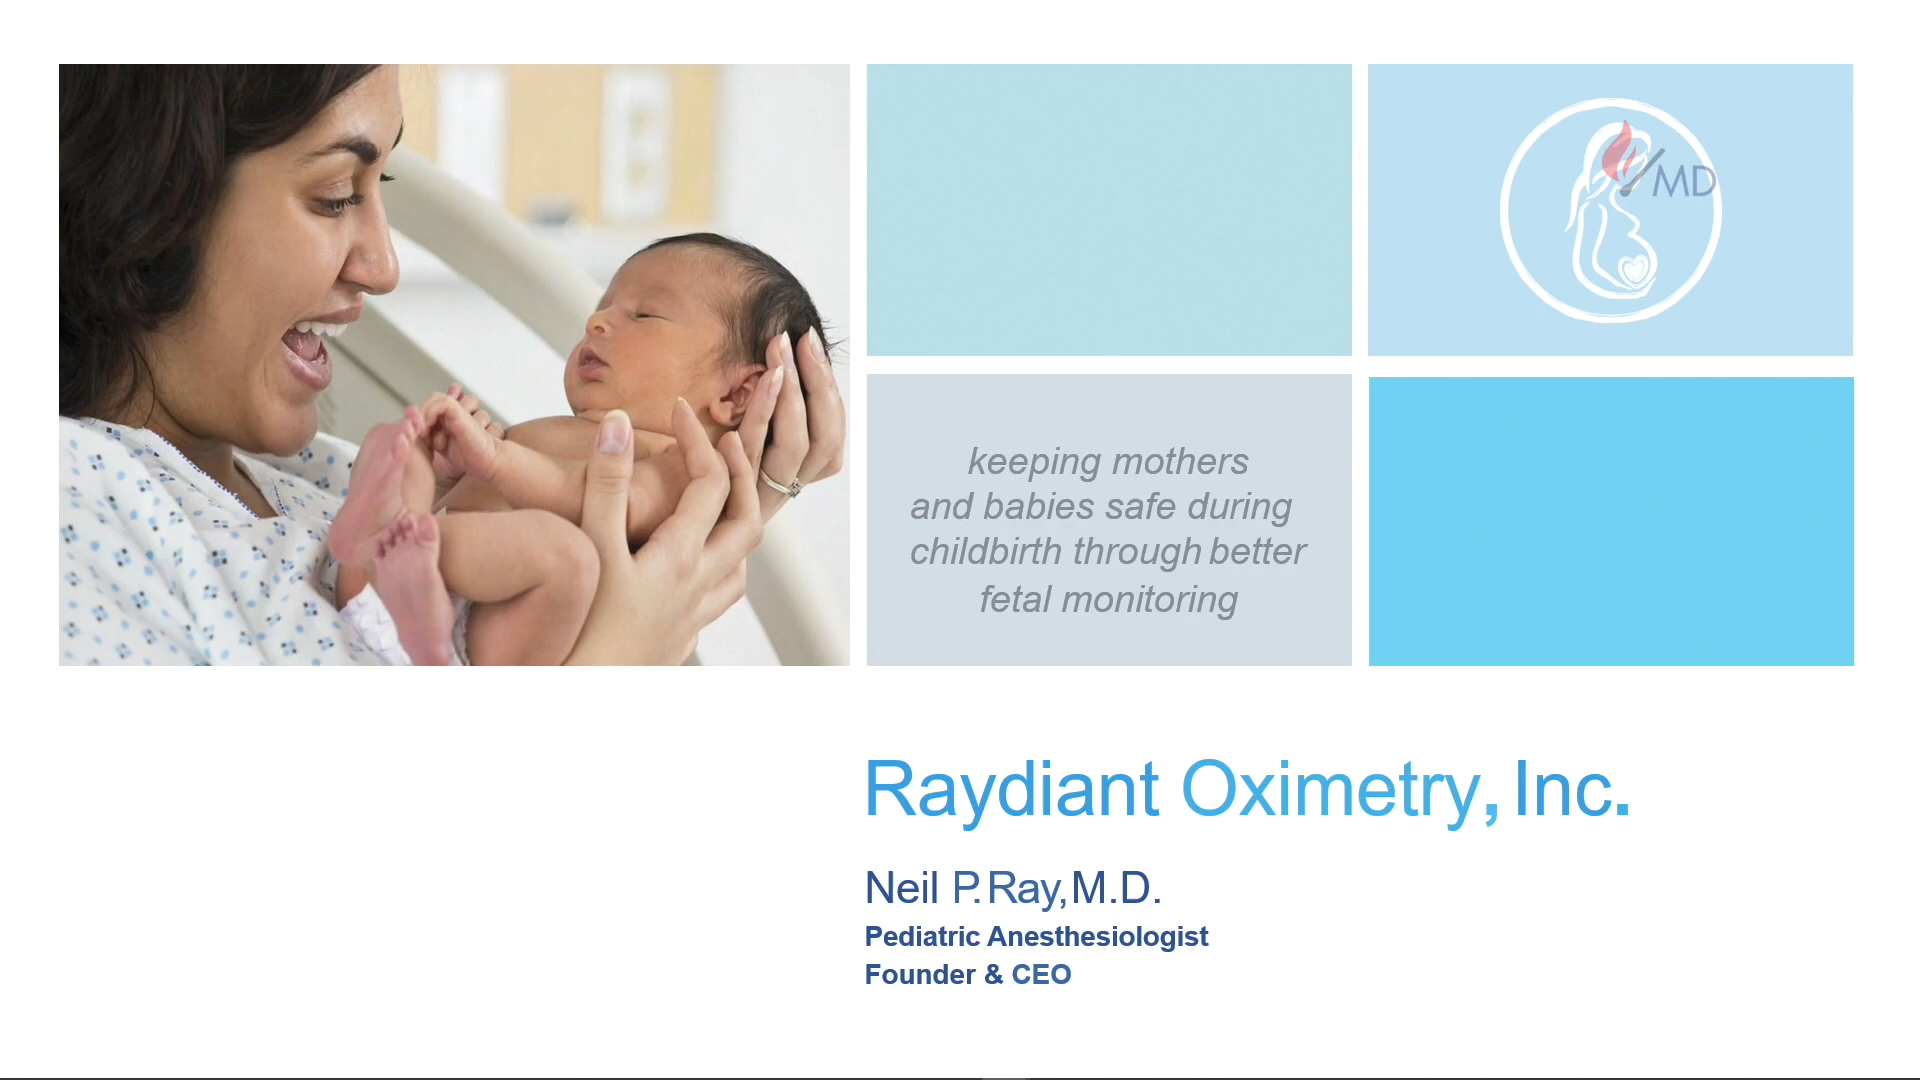 MD
keeping mothers
and babies safe during
childbirth through better
fetal monitoring
Raydiant Oximetry, Inc.
Neil P. Ray, M.D.
Pediatric Anesthesiologist
Founder & CEO